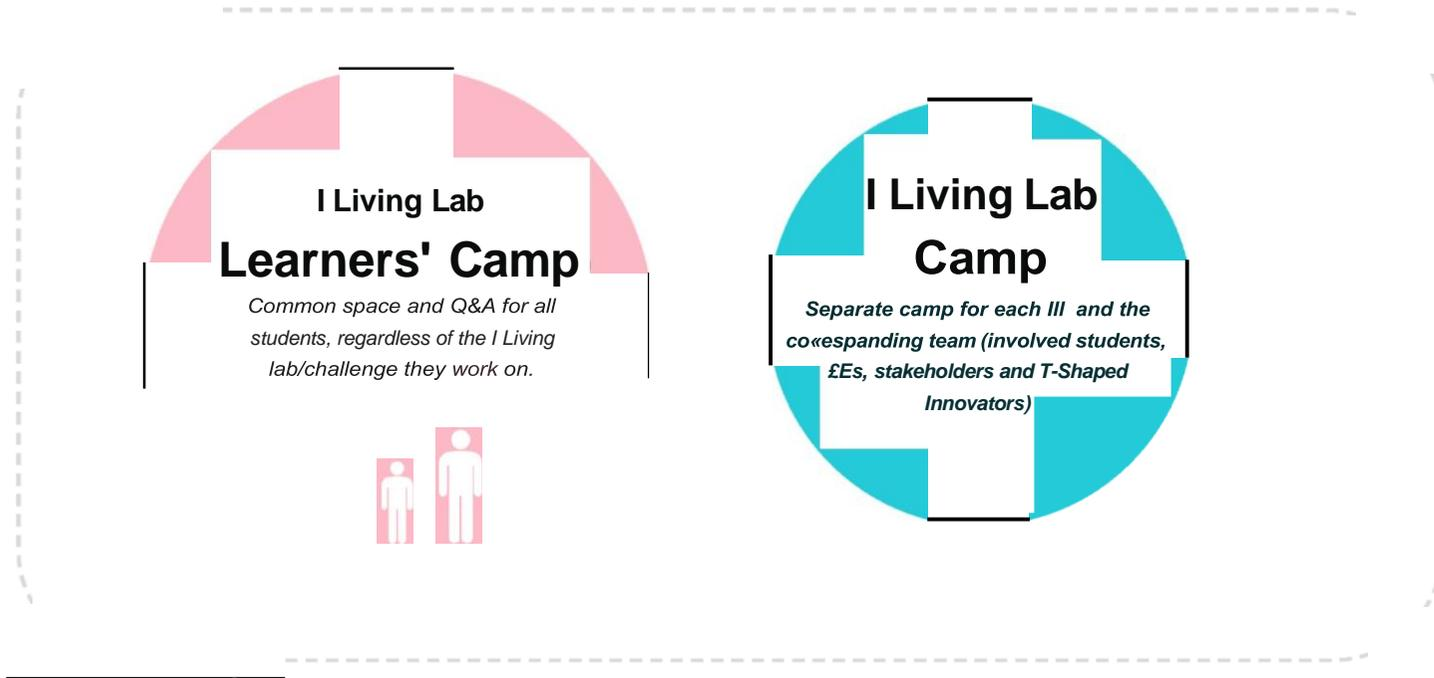 I Living Lab
Learners' Camp
Common space and Q&A for all
students, regardless of the I Living
lab/challenge they work on.
I Living Lab
Camp
Separate camp for each III and the
co«espanding team (involved students,
£Es, stakeholders and T-Shaped
Innovators)